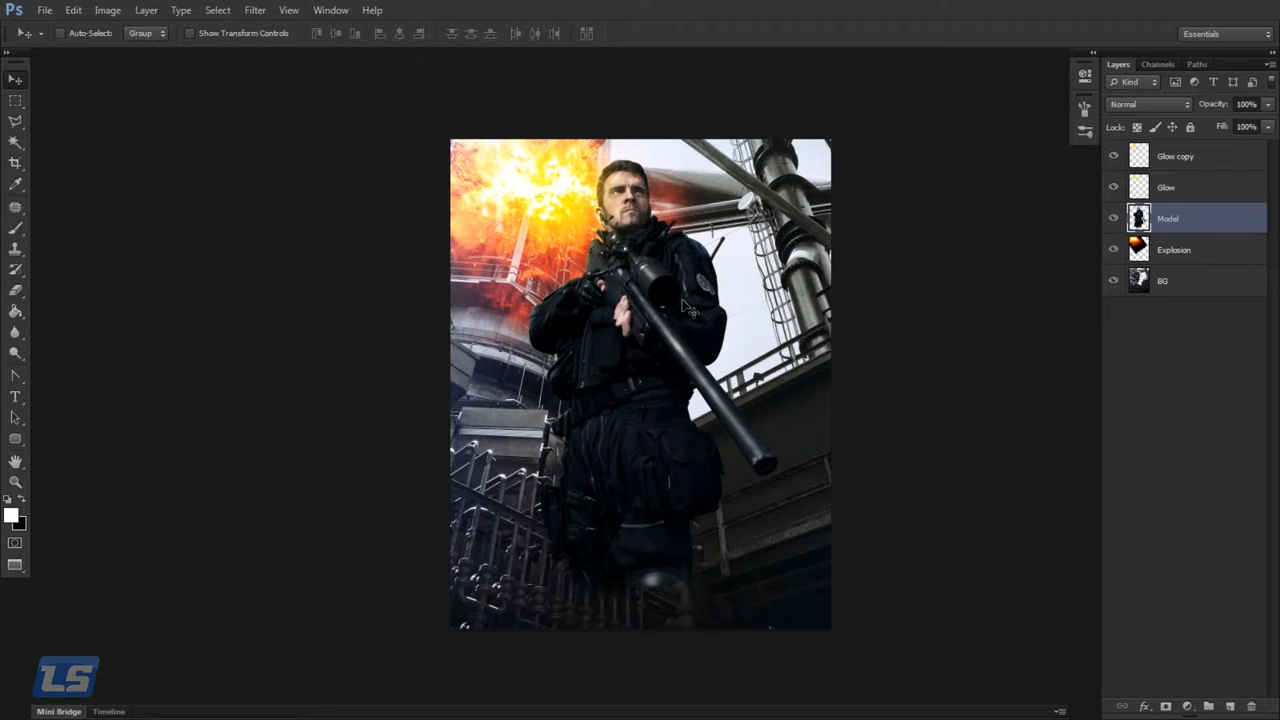 Ps File Edit Image Layer Type Select Filter View Window Help
Auto-Select: Group Show Transform Controls Essentials
Layers Channels Paths
Kind
Normal Opacity: 100%
Lock: Fill: 100%
Glow copy
Glow
Model
Explosion
BG
LS
Mini Bridge Timeline